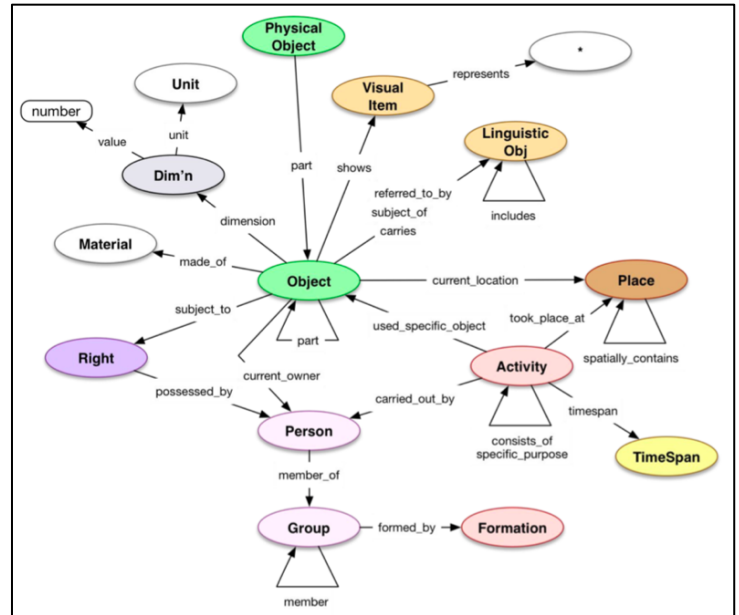 Physical
Object
*
represents
Unit
Visual
Item
number
unit
value
Linguistic
Obj
Dim'n
part
shows
referred_to_by
subject_of
carries
includes
dimension
Material
made_of
Object
current_location
Place
subject_to
used_specific_object
took_place_at
part
Right
spatially_contains
Activity
current_owner
possessed_by
carried_out_by
timespan
Person
consists_of
specific_purpose
TimeSpan
member_of
Group
formed_by
Formation
member